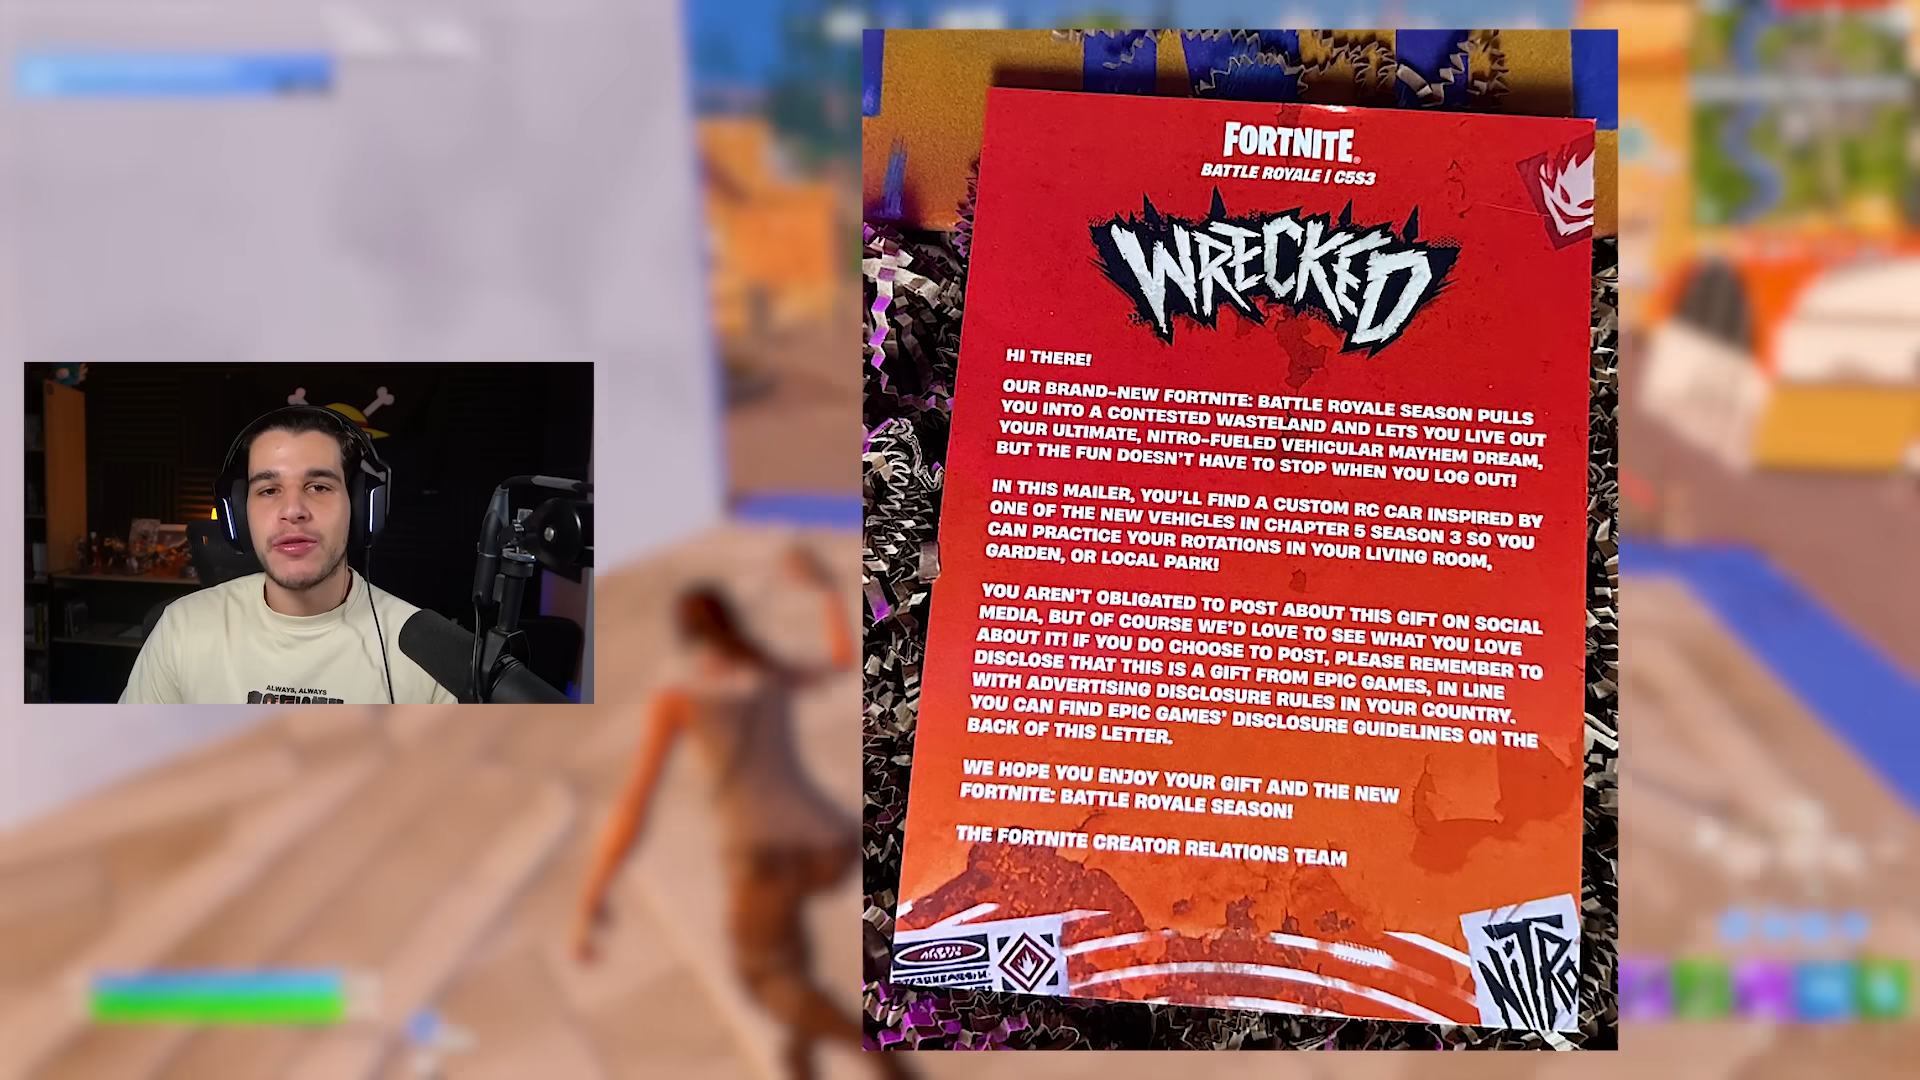 ALWAYS, ALWAYS
FORTNITE
BATTLE ROYALE | C5S3
WRECKED
HI THERE!
OUR BRAND-NEW FORTNITE: BATTLE ROYALE SEASON PULLS
YOU INTO A CONTESTED WASTELAND AND LETS YOU LIVE OUT
YOUR ULTIMATE, NITRO-FUELED VEHICULAR MAYHEM DREAM,
BUT THE FUN DOESN'T HAVE TO STOP WHEN YOU LOG OUT!
IN THIS MAILER, YOU'LL FIND A CUSTOM RC CAR INSPIRED BY
ONE OF THE NEW VEHICLES IN CHAPTER 5 SEASON 3 SO YOU
CAN PRACTICE YOUR ROTATIONS IN YOUR LIVING ROOM,
GARDEN, OR LOCAL PARK!
YOU AREN'T OBLIGATED TO POST ABOUT THIS GIFT ON SOCIAL
MEDIA, BUT OF COURSE WE'D LOVE TO SEE WHAT YOU LOVE
ABOUT IT! IF YOU DO CHOOSE TO POST, PLEASE REMEMBER TO
DISCLOSE THAT THIS IS A GIFT FROM EPIC GAMES, IN LINE
WITH ADVERTISING DISCLOSURE RULES IN YOUR COUNTRY.
YOU CAN FIND EPIC GAMES' DISCLOSURE GUIDELINES ON THE
BACK OF THIS LETTER.
WE HOPE YOU ENJOY YOUR GIFT AND THE NEW
FORTNITE: BATTLE ROYALE SEASON!
THE FORTNITE CREATOR RELATIONS TEAM
NITRO